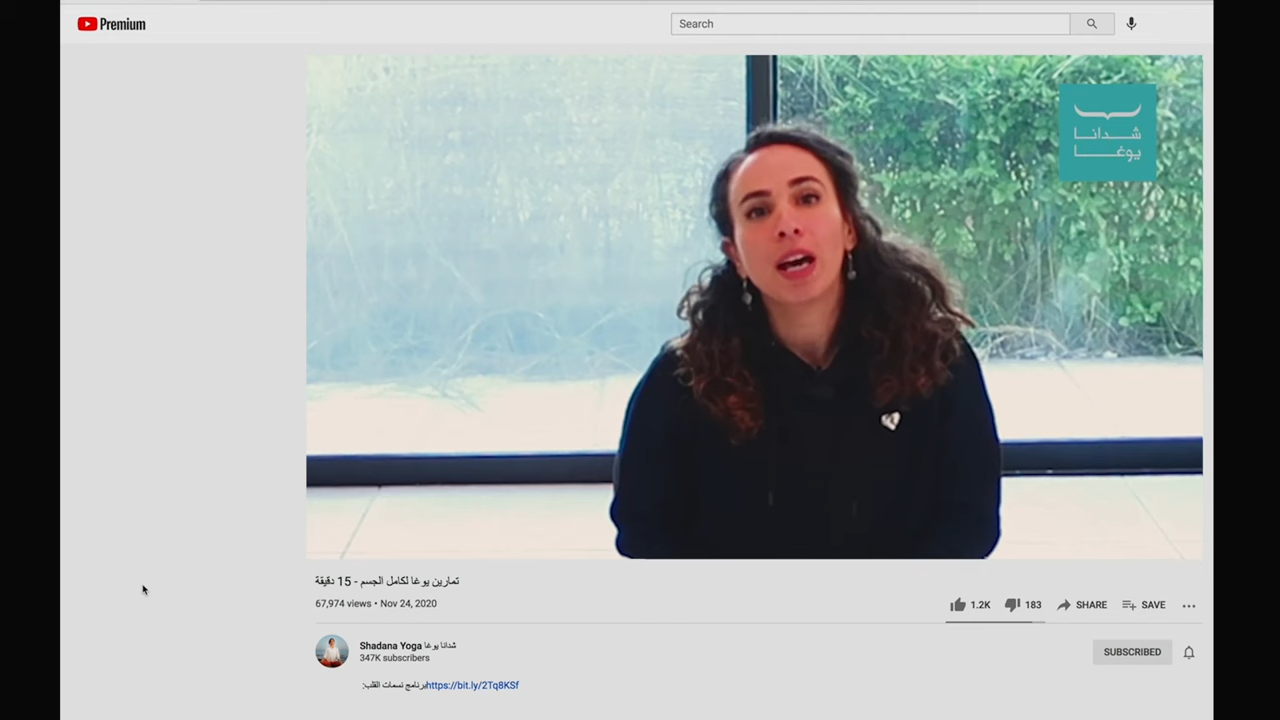 Premium
Search
شدانا
يوغا
تمارين يوغا لكامل الجسم - 15 دقيقة
67,974 views • Nov 24, 2020
1.2K
183
SHARE
SAVE
Shadana Yoga شدانا يوغا
347K subscribers
SUBSCRIBED
برنامج نسمات القلب: https://bit.ly/2Tq8KSf